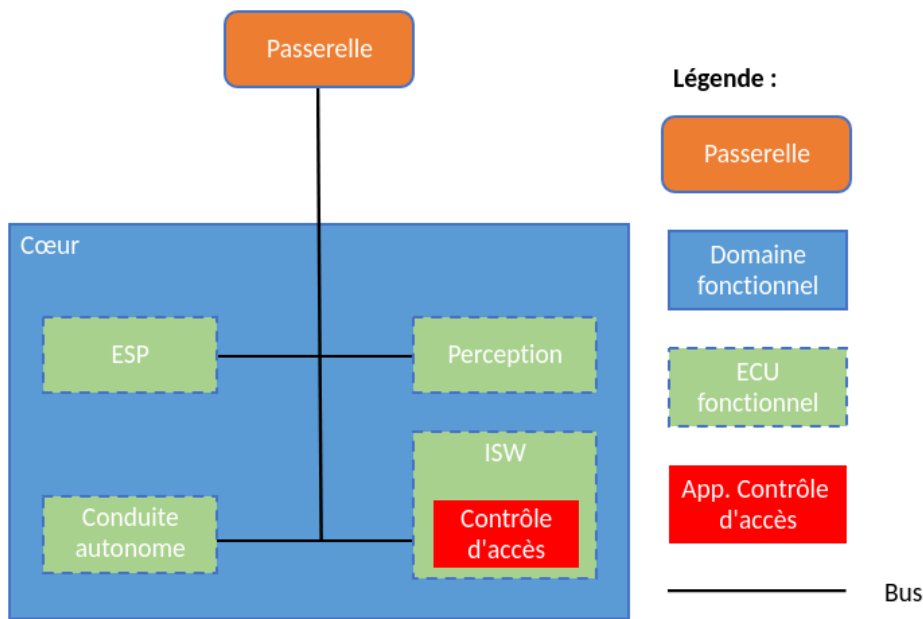 Passerelle
Légende :
Passerelle
Cœur
Domaine
fonctionnel
ESP
Perception
ECU
fonctionnel
ISW
Contrôle
d'accès
Conduite
autonome
App. Contrôle
d'accès
Bus